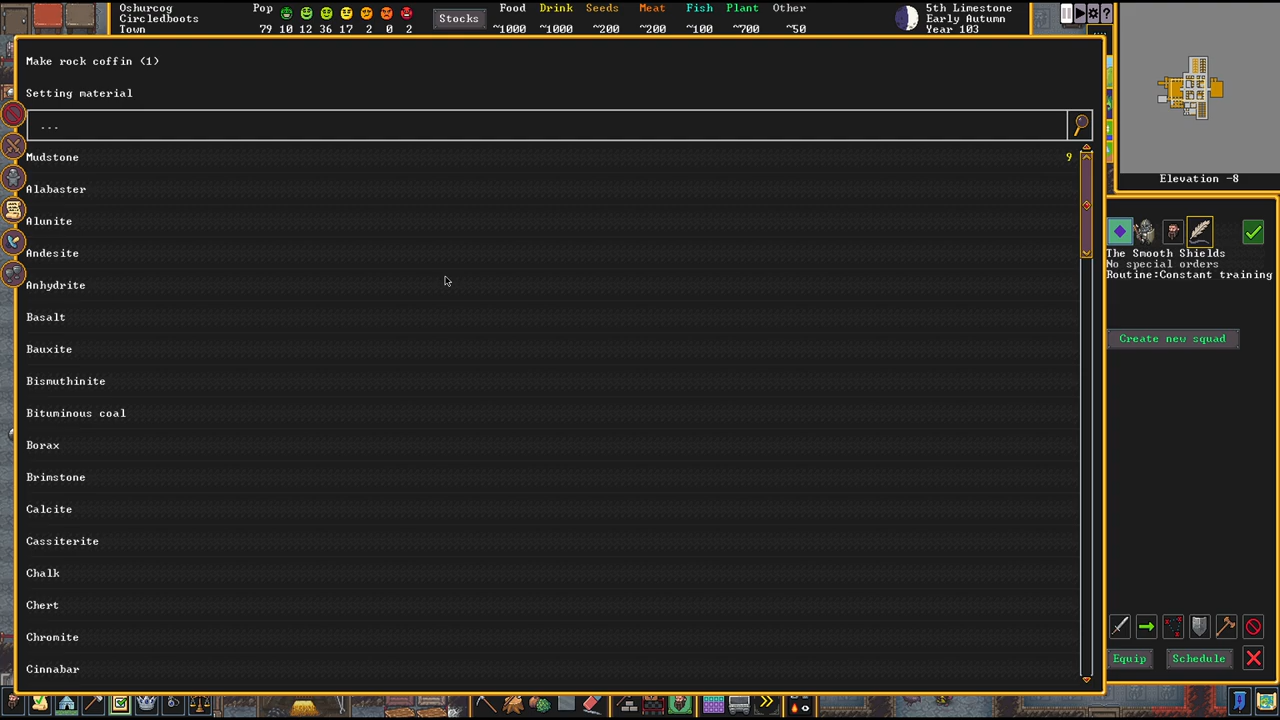 Oshurcog
Circledboots
Town
Pop
79 10 12 36 17 2 0 2
Stocks
Food Drink Seeds Meat Fish Plant Other
~1000 ~1000 ~200 ~200 ~100 ~700 ~50
5th Limestone
Early Autumn
Year 103
?
Make rock coffin (1)
Setting material
...
Mudstone 9
Alabaster
Alunite
Andesite
Anhydrite
Basalt
Bauxite
Bismuthinite
Bituminous coal
Borax
Brimstone
Calcite
Cassiterite
Chalk
Chert
Chromite
Cinnabar
Elevation -8
The Smooth Shields
No special orders
Routine:Constant training
Create new squad
Equip
Schedule